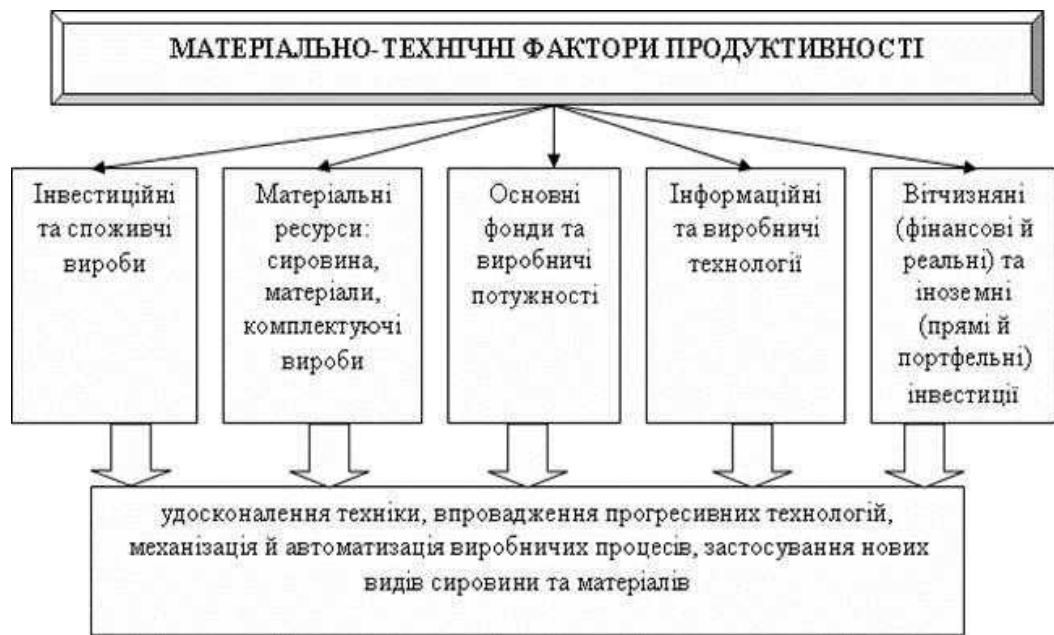 МАТЕРІАЛЬНО-ТЕХНІЧНІ ФАКТОРИ ПРОДУКТИВНОСТІ
Інвестиційні
та споживчі
вироби
Матеріальні
ресурси:
сировина,
матеріали,
комплектуючі
вироби
Основні
фонди та
виробничі
потужності
Інформаційні
та виробничі
технології
Вітчизняні
(фінансові й
реальні) та
іноземні
(прямі й
портфельні)
інвестиції
удосконалення техніки, впровадження прогресивних технологій,
механізація й автоматизація виробничих процесів, застосування нових
видів сировини та матеріалів